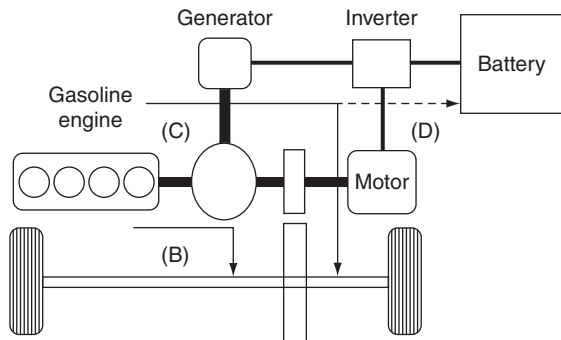 Generator
Inverter
Battery
Gasoline
engine
(C)
(D)
Motor
(B)